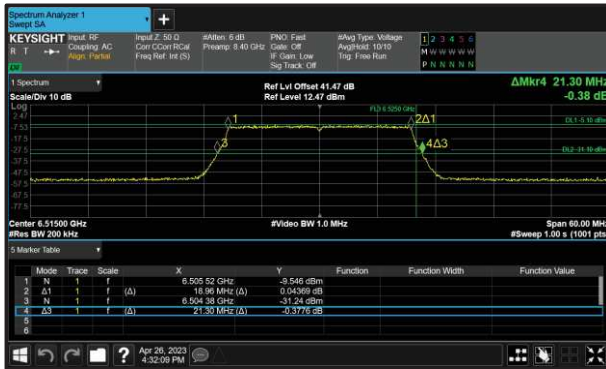 Spectrum Analyzer 1
Swept SA
KEYSIGHT
R T
Input: RF
Coupling: AC
Align: Partial
Input Z: 50 Ω
Corr CCorr RCal
Freq Ref: Int (S)
#Atten: 6 dB
Preamp: 8.40 GHz
PNO: Fast
Gate: Off
IF Gain: Low
Sig Track: Off
#Avg Type: Voltage
Avg|Hold: 10/10
Trig: Free Run
1 2 3 4 5 6
M W W W W W
P N N N N N
1 Spectrum
Scale/Div 10 dB
Ref Lvl Offset 41.47 dB
Ref Level 12.47 dBm
ΔMkr4 21.30 MHz
-0.38 dB
Log
2.47
-7.53
-17.5
-27.5
-37.5
-47.5
-57.5
-67.5
-77.5
1
2Δ1
3
4Δ3
DL1 -5.10 dBm
DL2 -31.10 dBm
Center 6.51500 GHz
#Res BW 200 kHz
#Video BW 1.0 MHz
Span 60.00 MHz
#Sweep 1.00 s (1001 pts)
5 Marker Table
Mode Trace Scale X Y Function Function Width Function Value
1 N 1 f 6.505 52 GHz -9.546 dBm
2 Δ1 1 f (Δ) 18.96 MHz (Δ) 0.04369 dB
3 N 1 f 6.504 38 GHz -31.24 dBm
4 Δ3 1 f (Δ) 21.30 MHz (Δ) -0.3776 dB
5
6
?
Apr 26, 2023
4:32:09 PM